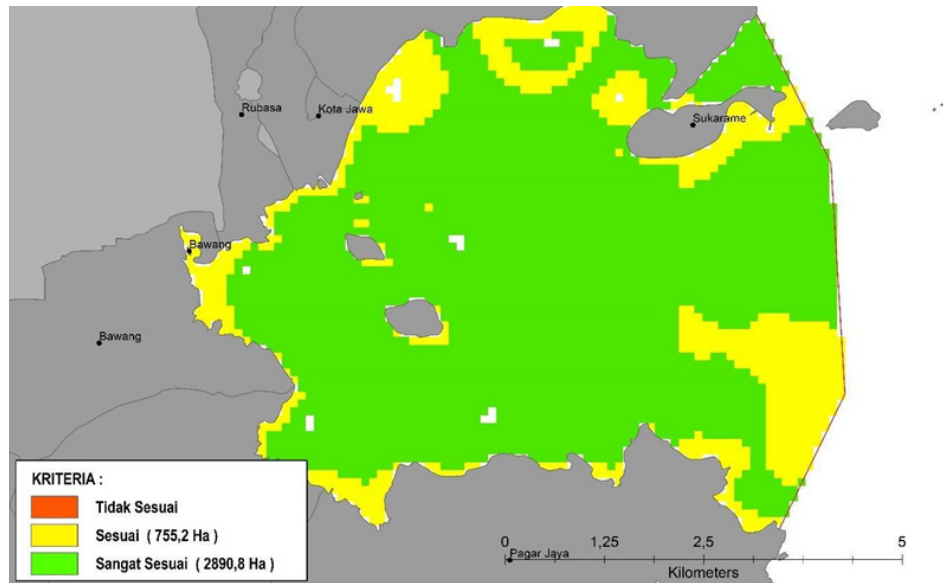 Rubasa
Kota Jawa
Sukarame
Bawang
Bawang
KRITERIA :
Tidak Sesuai
Sesuai ( 755,2 Ha )
Sangat Sesuai ( 2890,8 Ha )
0 1,25 2,5 5
Pagar Jaya
Kilometers